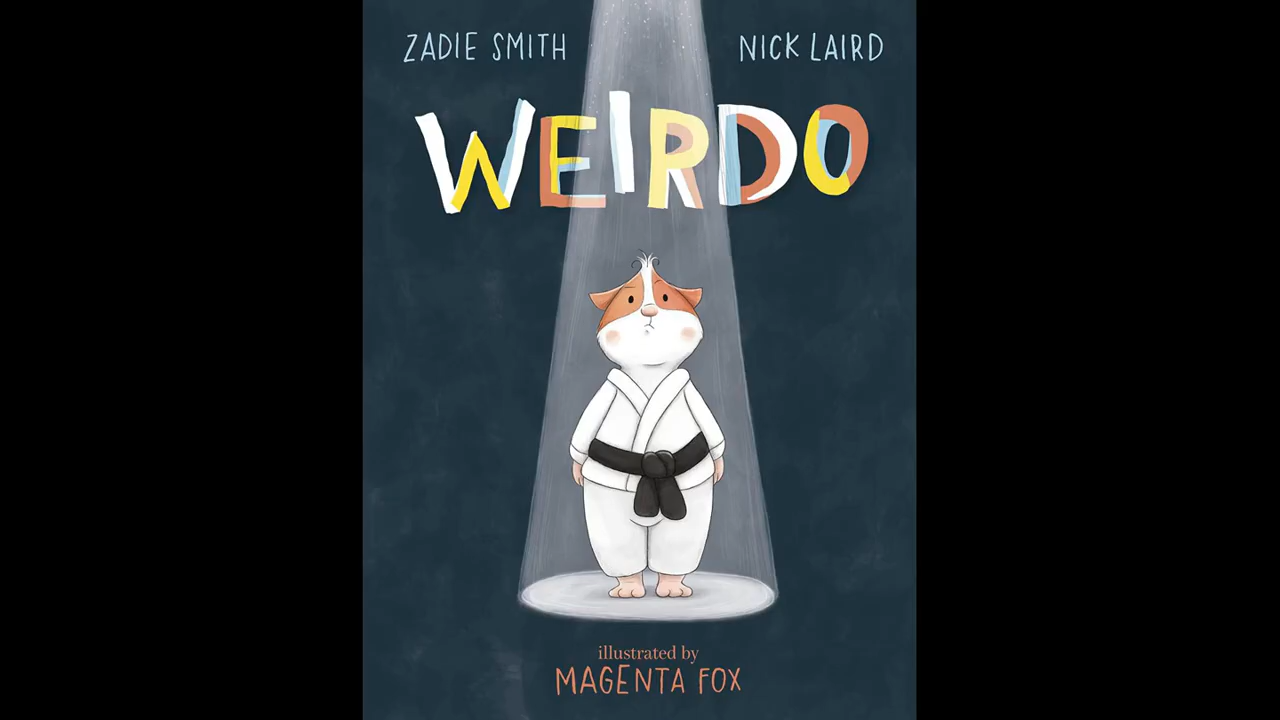 ZADIE SMITH
NICK LAIRD
WEIRDO
illustrated by
MAGENTA FOX